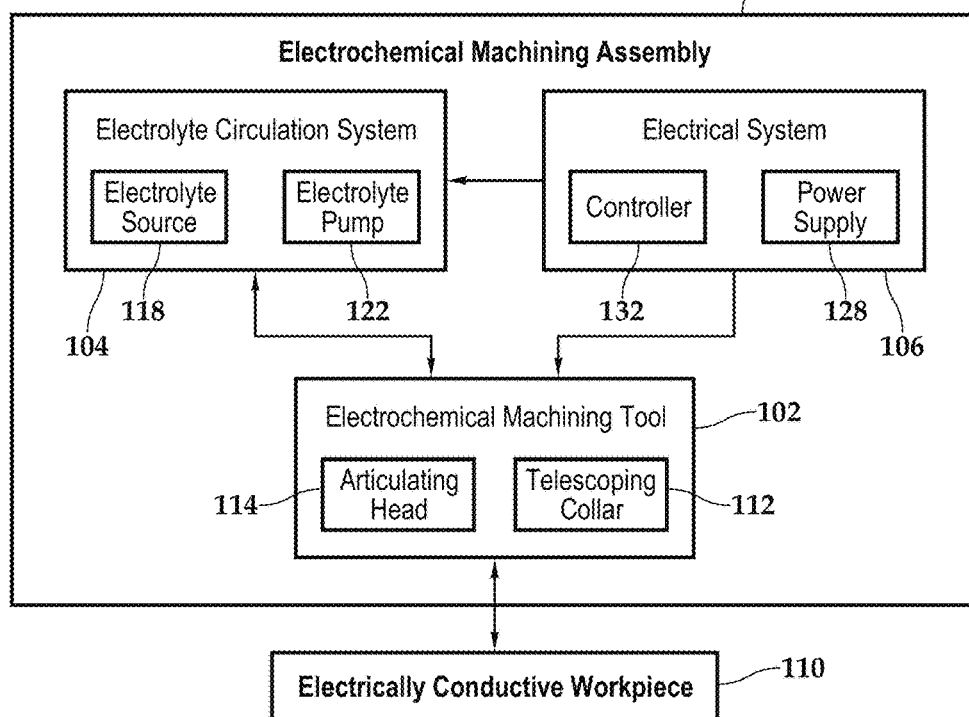 Electrochemical Machining Assembly
Electrolyte Circulation System
Electrolyte
Source
Electrolyte
Pump
Electrical System
Controller
Power
Supply
104
118
122
132
128
106
Electrochemical Machining Tool
102
Articulating
Head
Telescoping
Collar
114
112
Electrically Conductive Workpiece
110